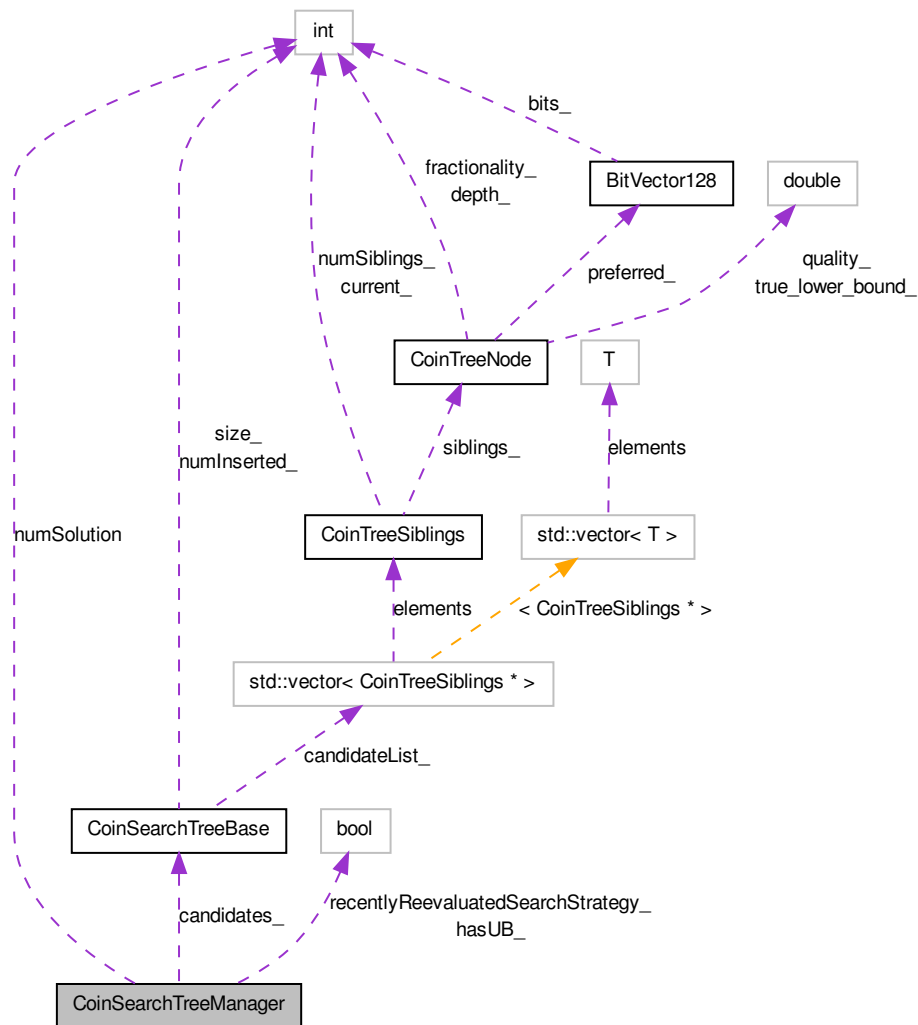 int
bits_
BitVector128
double
fractionality_
depth_
numSiblings_
current_
preferred_
quality_
true_lower_bound_
CoinTreeNode
T
size_
numInserted_
siblings_
elements
numSolution
CoinTreeSiblings
std::vector< T >
elements
< CoinTreeSiblings * >
std::vector< CoinTreeSiblings * >
candidateList_
CoinSearchTreeBase
bool
candidates_
recentlyReevaluatedSearchStrategy_
hasUB_
CoinSearchTreeManager